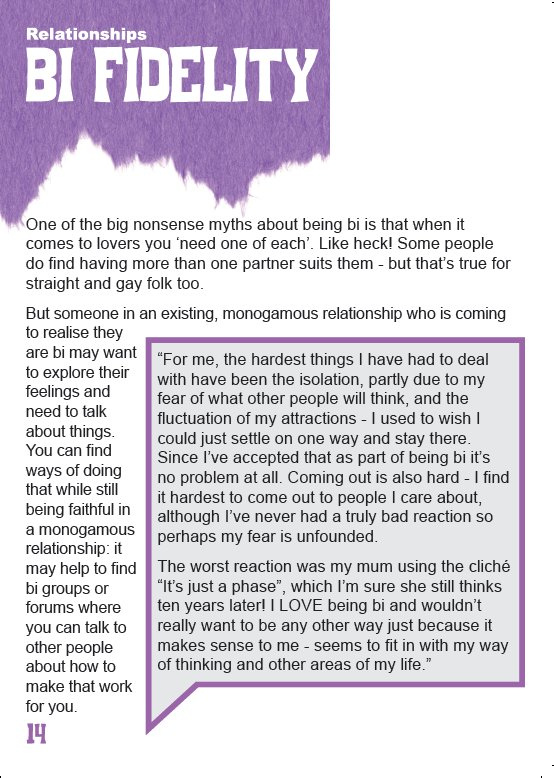 Relationships
BI FIDELITY
One of the big nonsense myths about being bi is that when it
comes to lovers you ‘need one of each’. Like heck! Some people
do find having more than one partner suits them - but that’s true for
straight and gay folk too.
But someone in an existing, monogamous relationship who is coming
to realise they
are bi may want
to explore their
feelings and
need to talk
about things.
You can find
ways of doing
that while still
being faithful in
a monogamous
relationship: it
may help to find
bi groups or
forums where
you can talk to
other people
about how to
make that work
for you.
“For me, the hardest things I have had to deal
with have been the isolation, partly due to my
fear of what other people will think, and the
fluctuation of my attractions - I used to wish I
could just settle on one way and stay there.
Since I’ve accepted that as part of being bi it’s
no problem at all. Coming out is also hard - I find
it hardest to come out to people I care about,
although I’ve never had a truly bad reaction so
perhaps my fear is unfounded.
The worst reaction was my mum using the cliché
“It’s just a phase”, which I’m sure she still thinks
ten years later! I LOVE being bi and wouldn’t
really want to be any other way just because it
makes sense to me - seems to fit in with my way
of thinking and other areas of my life.”
14